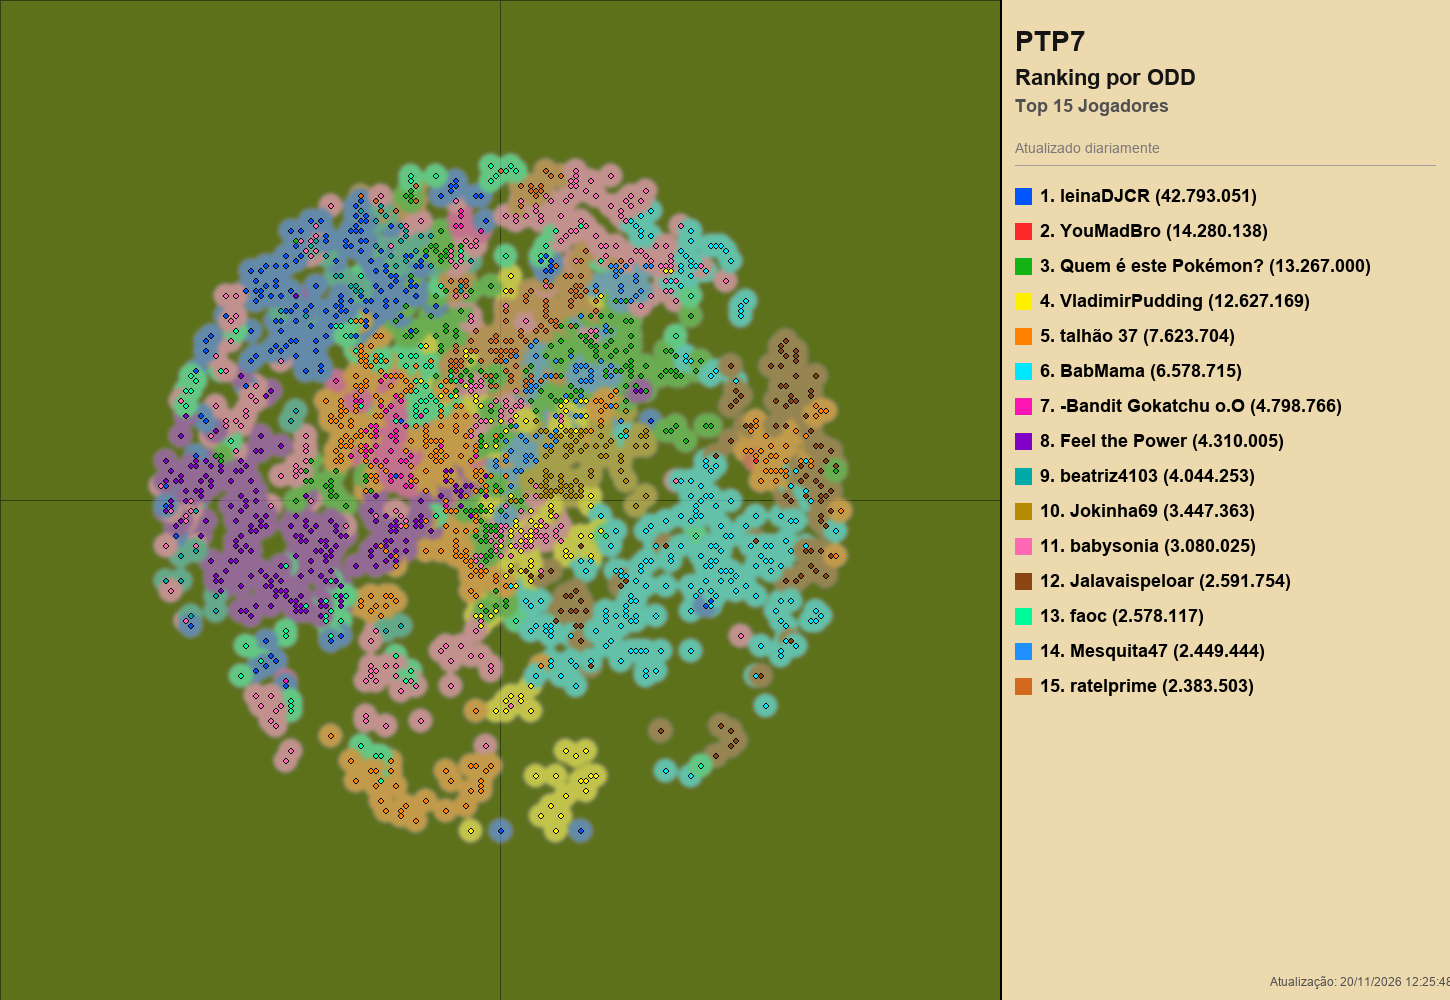 PTP7
Ranking por ODD
Top 15 Jogadores
Atualizado diariamente
1. leinaDJCR (42.793.051)
2. YouMadBro (14.280.138)
3. Quem é este Pokémon? (13.267.000)
4. VladimirPudding (12.627.169)
5. talhão 37 (7.623.704)
6. BabMama (6.578.715)
7. -Bandit Gokatchu o.O (4.798.766)
8. Feel the Power (4.310.005)
9. beatriz4103 (4.044.253)
10. Jokinha69 (3.447.363)
11. babysonia (3.080.025)
12. Jalavaispeloar (2.591.754)
13. faoc (2.578.117)
14. Mesquita47 (2.449.444)
15. ratelprime (2.383.503)
Atualização: 20/11/2026 12:25:48